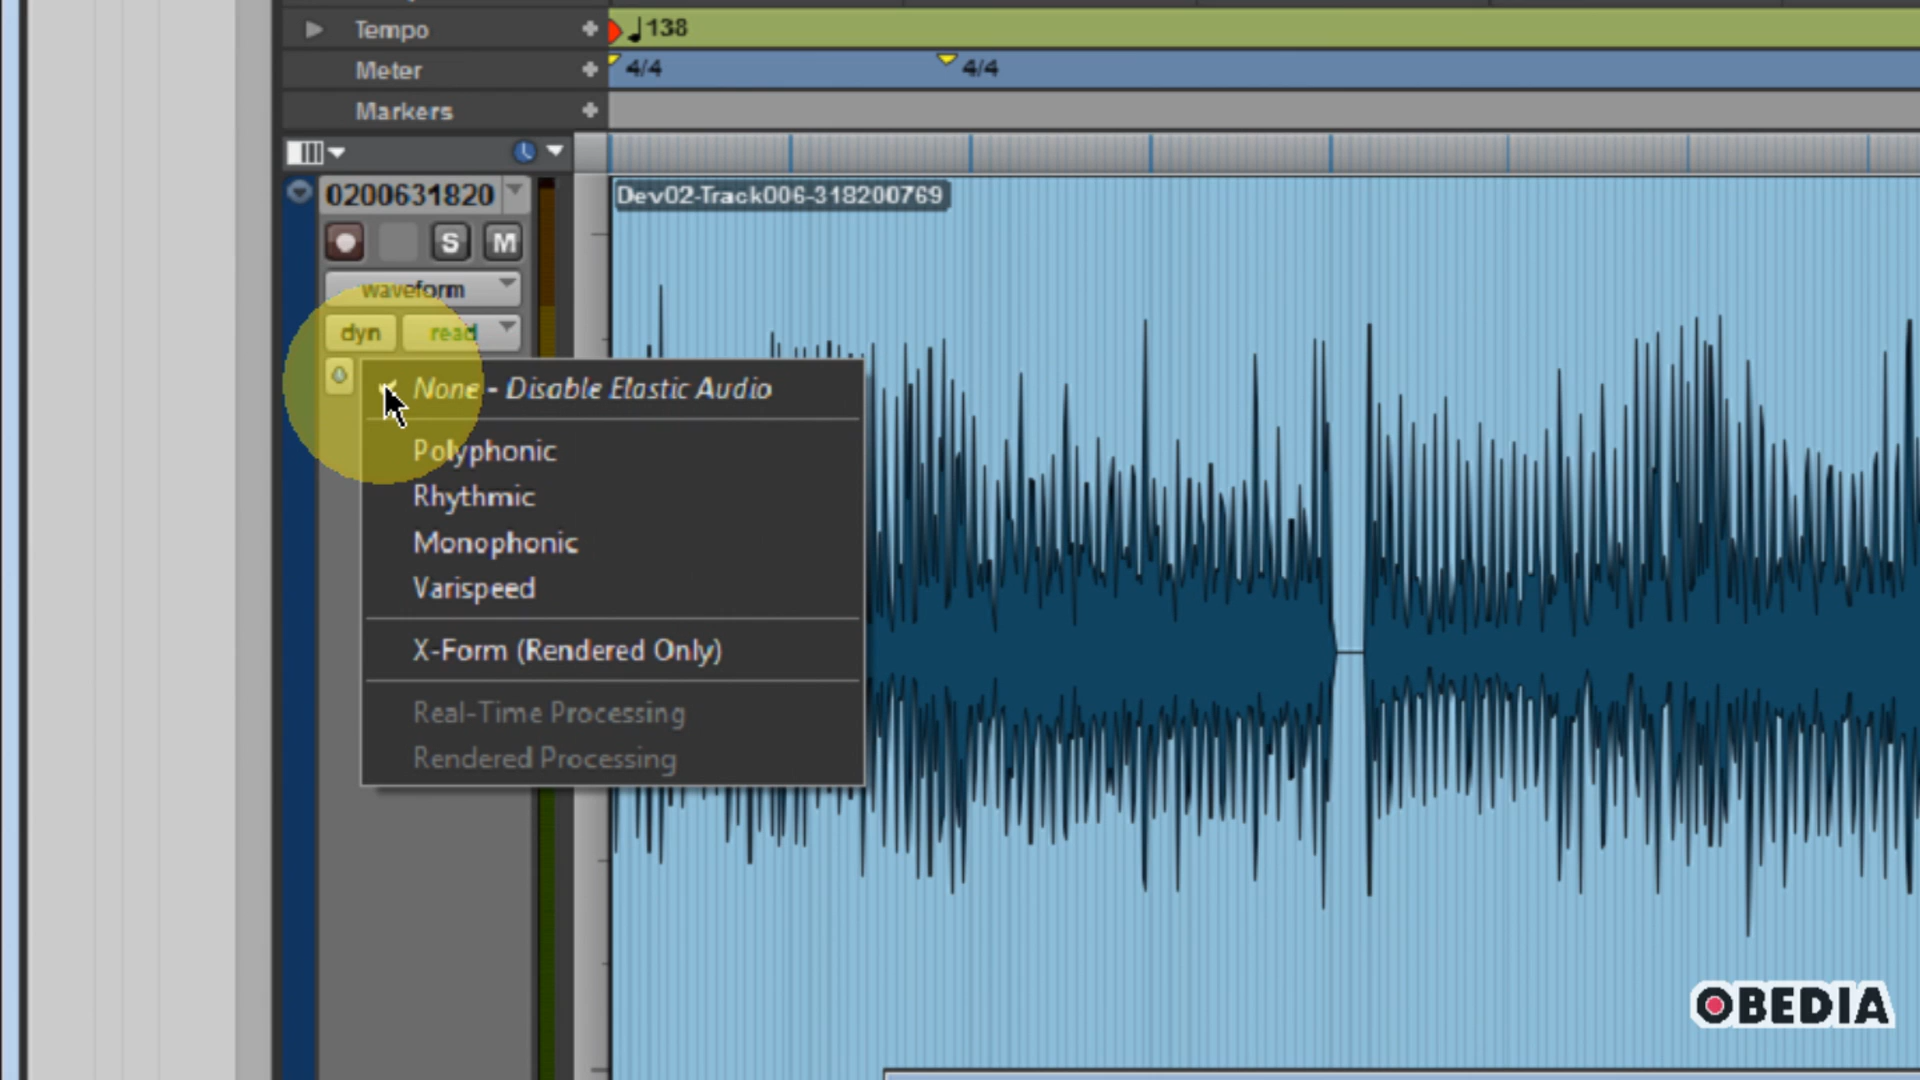 Tempo
138
Meter
4/4
4/4
Markers
0200631820
Dev02-Track006-318200769
S M
waveform
dyn
read
None - Disable Elastic Audio
Polyphonic
Rhythmic
Monophonic
Varispeed
X-Form (Rendered Only)
Real-Time Processing
Rendered Processing
OBEDIA